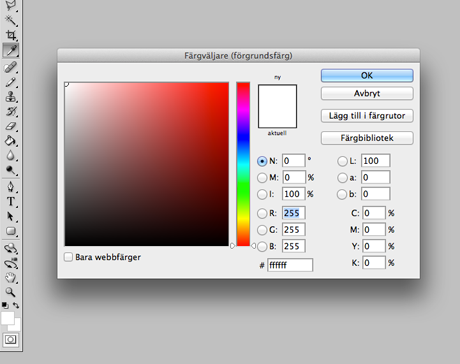 Färgväljare (förgrundsfärg)
ny
aktuell
OK
Avbryt
Lägg till i färgrutor
Färgbibliotek
N: 0 °
M: 0 %
I: 100 %
R: 255
G: 255
B: 255
# ffffff
L: 100
a: 0
b: 0
C: 0 %
M: 0 %
Y: 0 %
K: 0 %
Bara webbfärger
T